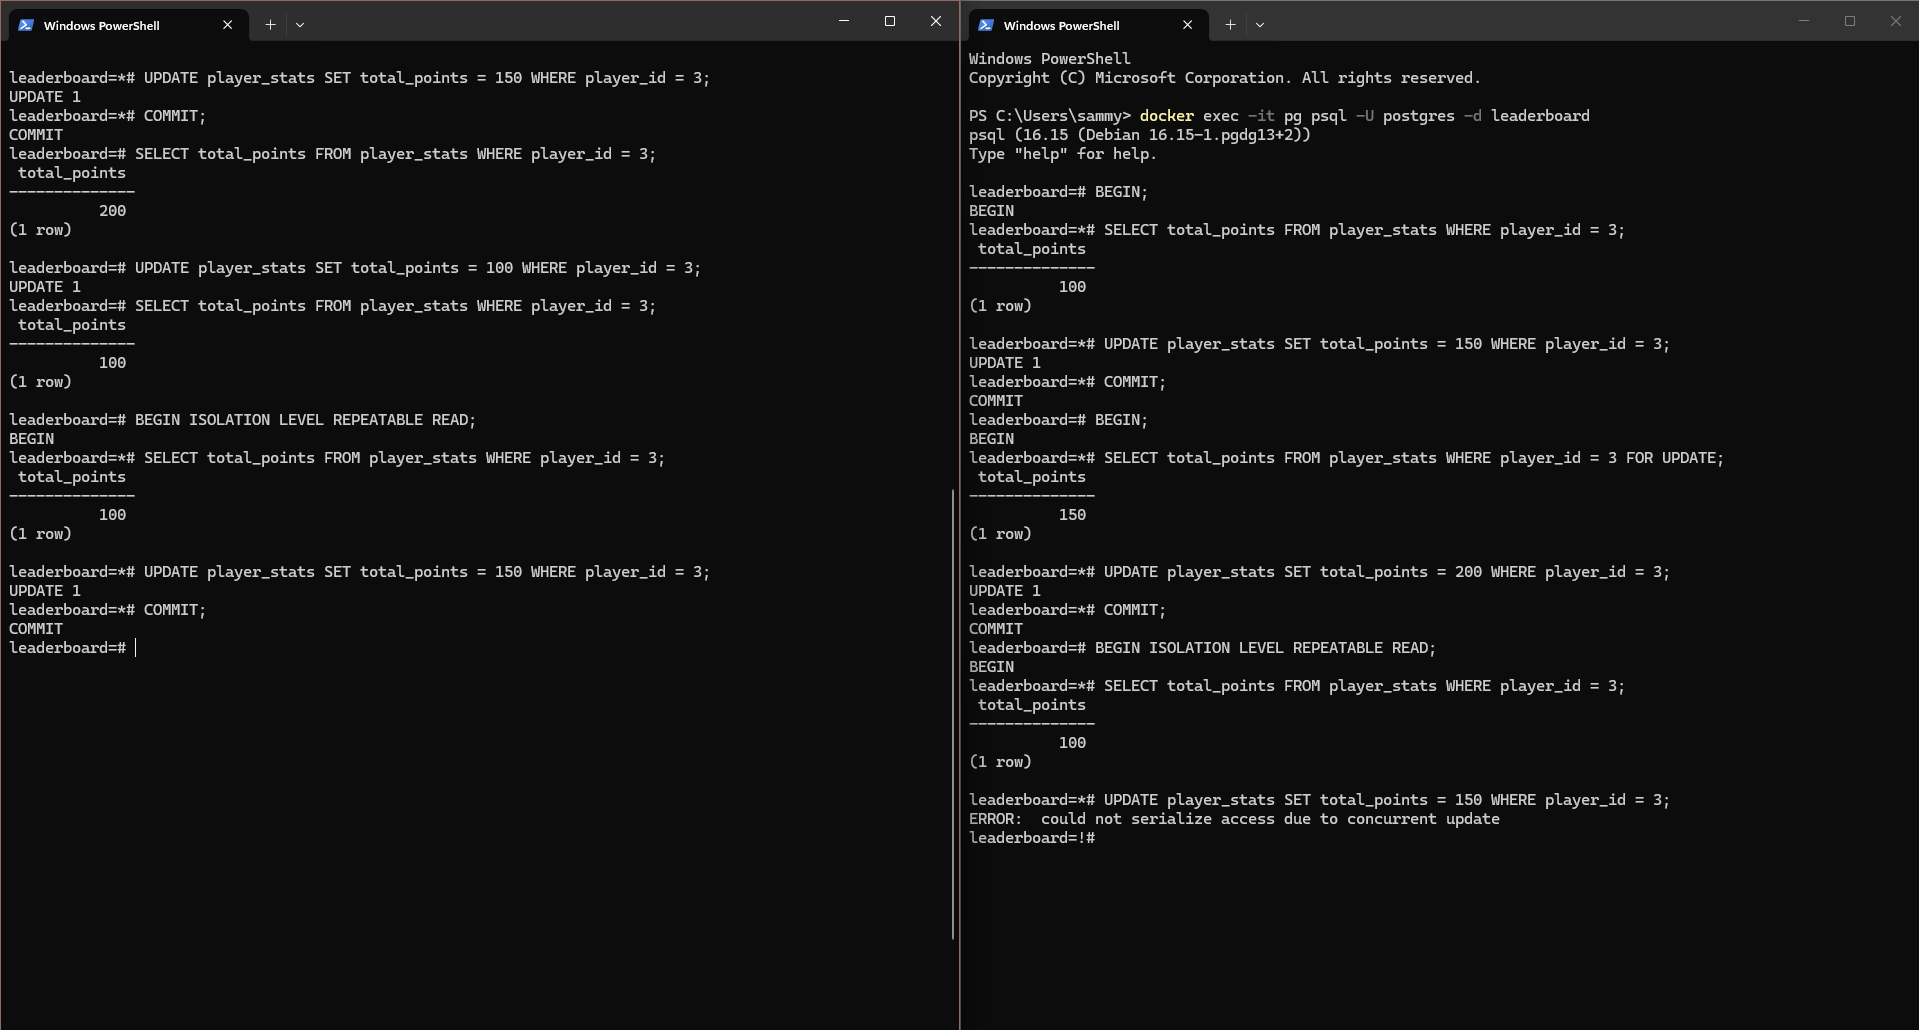 Windows PowerShell
leaderboard=*# UPDATE player_stats SET total_points = 150 WHERE player_id = 3;
UPDATE 1
leaderboard=*# COMMIT;
COMMIT
leaderboard=# SELECT total_points FROM player_stats WHERE player_id = 3;
total_points
--------------
200
(1 row)
leaderboard=# UPDATE player_stats SET total_points = 100 WHERE player_id = 3;
UPDATE 1
leaderboard=# SELECT total_points FROM player_stats WHERE player_id = 3;
total_points
--------------
100
(1 row)
leaderboard=# BEGIN ISOLATION LEVEL REPEATABLE READ;
BEGIN
leaderboard=*# SELECT total_points FROM player_stats WHERE player_id = 3;
total_points
--------------
100
(1 row)
leaderboard=*# UPDATE player_stats SET total_points = 150 WHERE player_id = 3;
UPDATE 1
leaderboard=*# COMMIT;
COMMIT
leaderboard=#
Windows PowerShell
Windows PowerShell
Copyright (C) Microsoft Corporation. All rights reserved.
PS C:\Users\sammy> docker exec -it pg psql -U postgres -d leaderboard
psql (16.15 (Debian 16.15-1.pgdg13+2))
Type "help" for help.
leaderboard=# BEGIN;
BEGIN
leaderboard=*# SELECT total_points FROM player_stats WHERE player_id = 3;
total_points
--------------
100
(1 row)
leaderboard=*# UPDATE player_stats SET total_points = 150 WHERE player_id = 3;
UPDATE 1
leaderboard=*# COMMIT;
COMMIT
leaderboard=# BEGIN;
BEGIN
leaderboard=*# SELECT total_points FROM player_stats WHERE player_id = 3 FOR UPDATE;
total_points
--------------
150
(1 row)
leaderboard=*# UPDATE player_stats SET total_points = 200 WHERE player_id = 3;
UPDATE 1
leaderboard=*# COMMIT;
COMMIT
leaderboard=# BEGIN ISOLATION LEVEL REPEATABLE READ;
BEGIN
leaderboard=*# SELECT total_points FROM player_stats WHERE player_id = 3;
total_points
--------------
100
(1 row)
leaderboard=*# UPDATE player_stats SET total_points = 150 WHERE player_id = 3;
ERROR:  could not serialize access due to concurrent update
leaderboard=!#